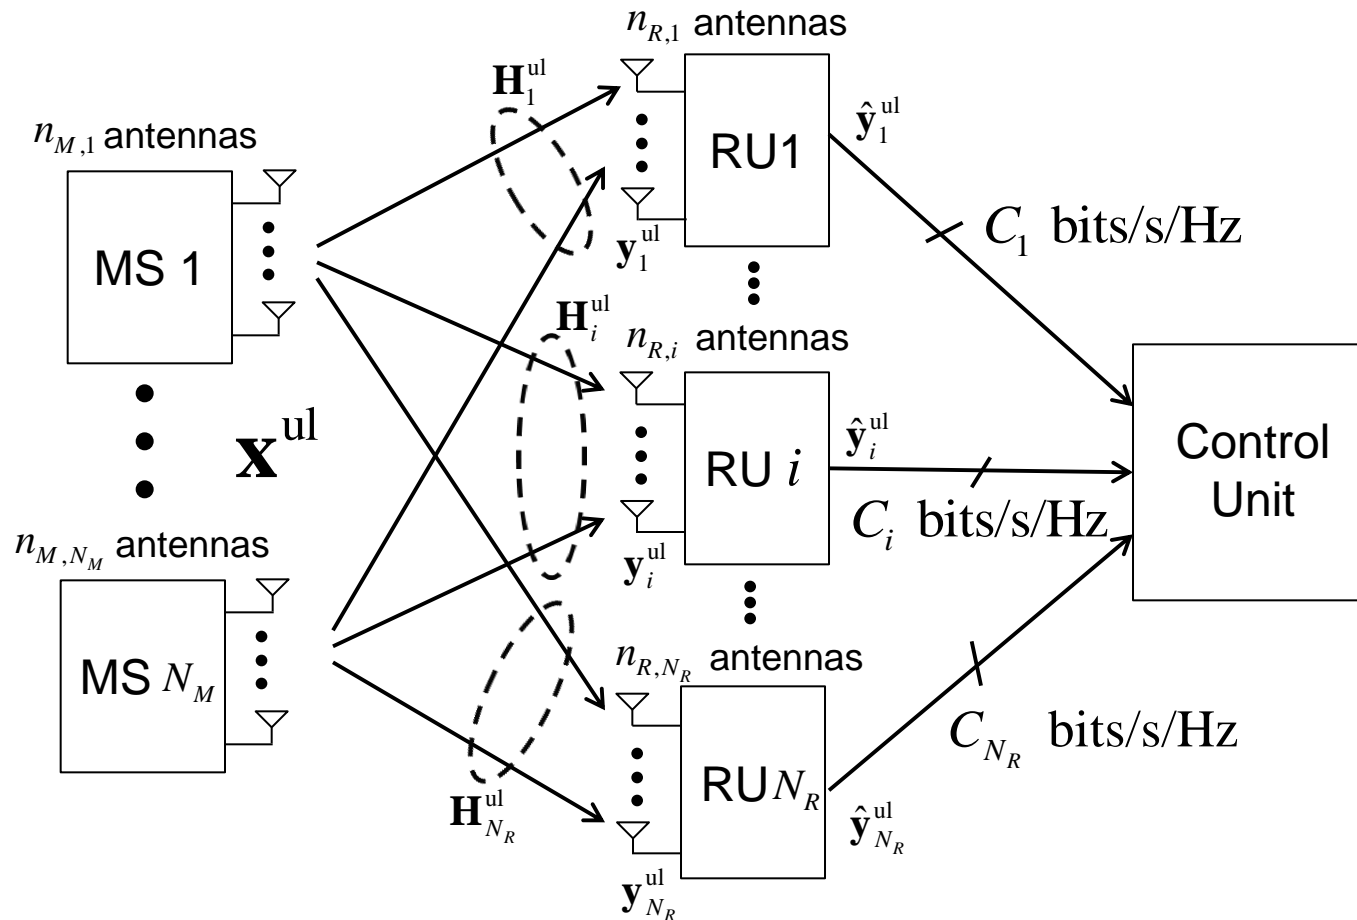 n_{M,1} antennas
MS 1
x^{ul}
n_{M,N_M} antennas
MS N_M
H_1^{ul}
H_i^{ul}
H_{N_R}^{ul}
n_{R,1} antennas
RU1
y_1^{ul}
ŷ_1^{ul}
C_1 bits/s/Hz
n_{R,i} antennas
RU i
y_i^{ul}
ŷ_i^{ul}
C_i bits/s/Hz
n_{R,N_R} antennas
RU N_R
y_{N_R}^{ul}
ŷ_{N_R}^{ul}
C_{N_R} bits/s/Hz
Control
Unit